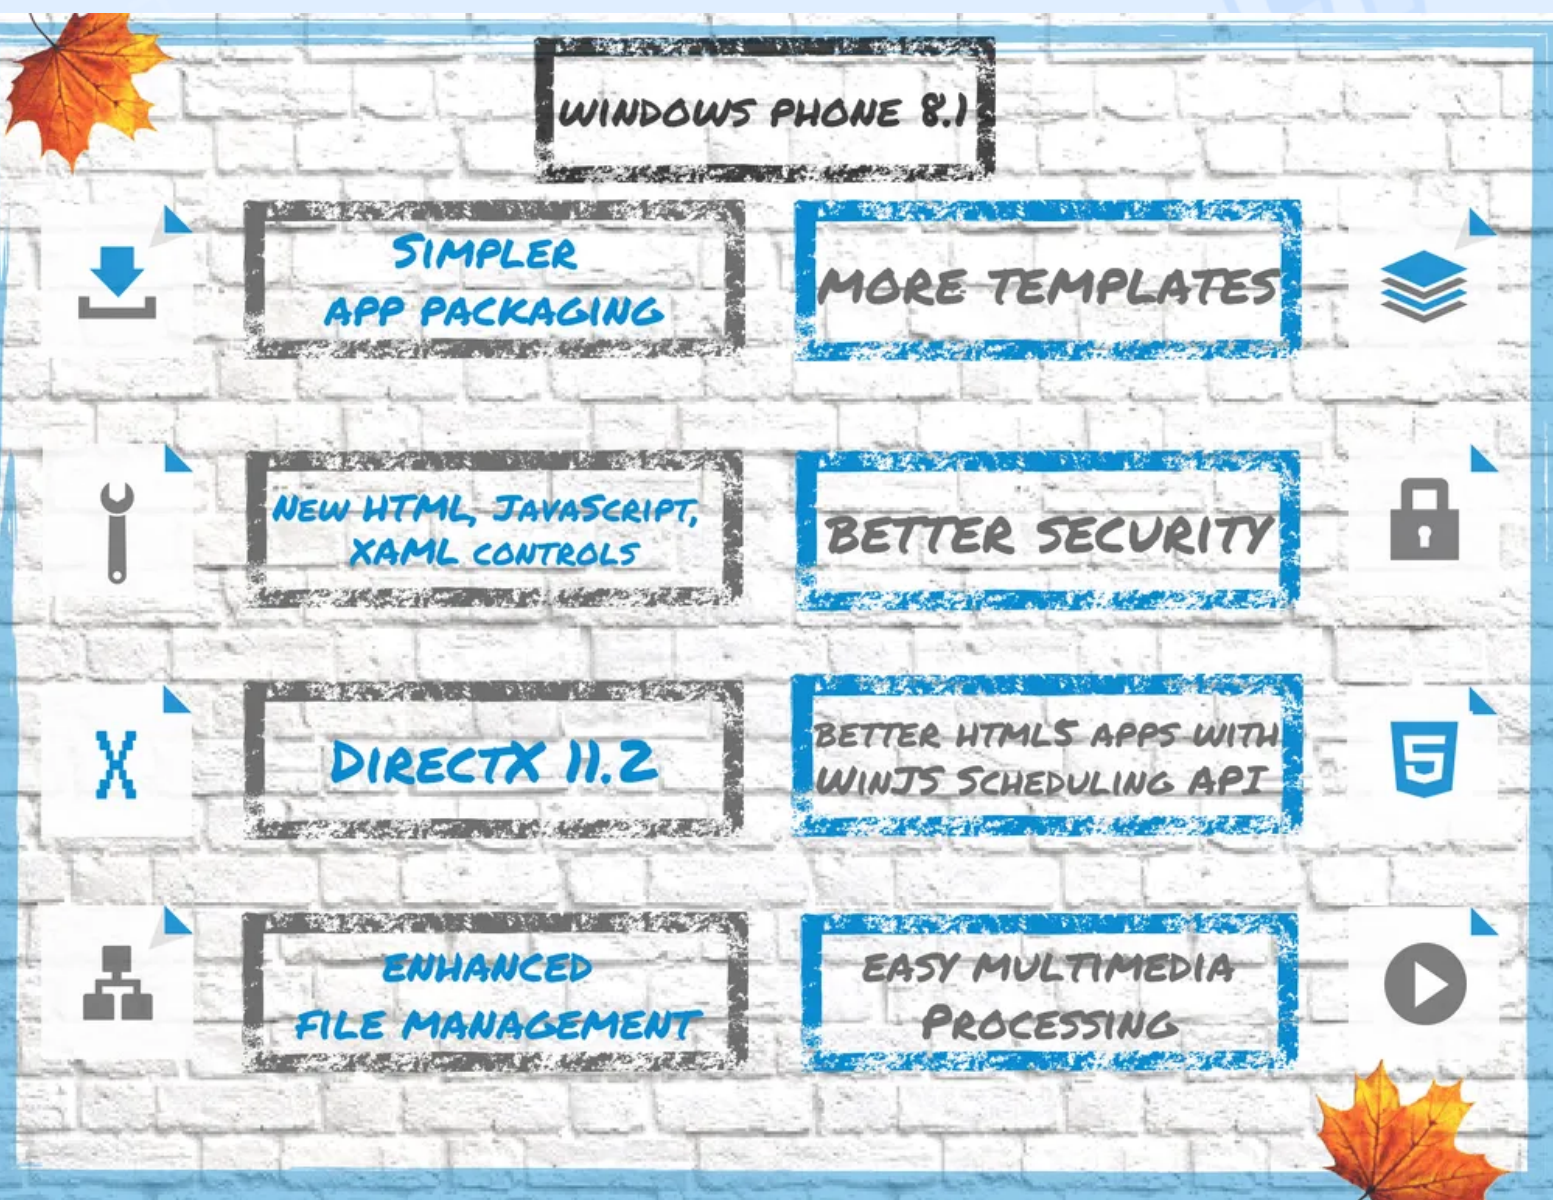 WINDOWS PHONE 8.1
SIMPLER
APP PACKAGING
MORE TEMPLATES
NEW HTML, JAVASCRIPT,
XAML CONTROLS
BETTER SECURITY
X
DIRECTX 11.2
BETTER HTML5 APPS WITH
WINJS SCHEDULING API
5
ENHANCED
FILE MANAGEMENT
EASY MULTIMEDIA
PROCESSING